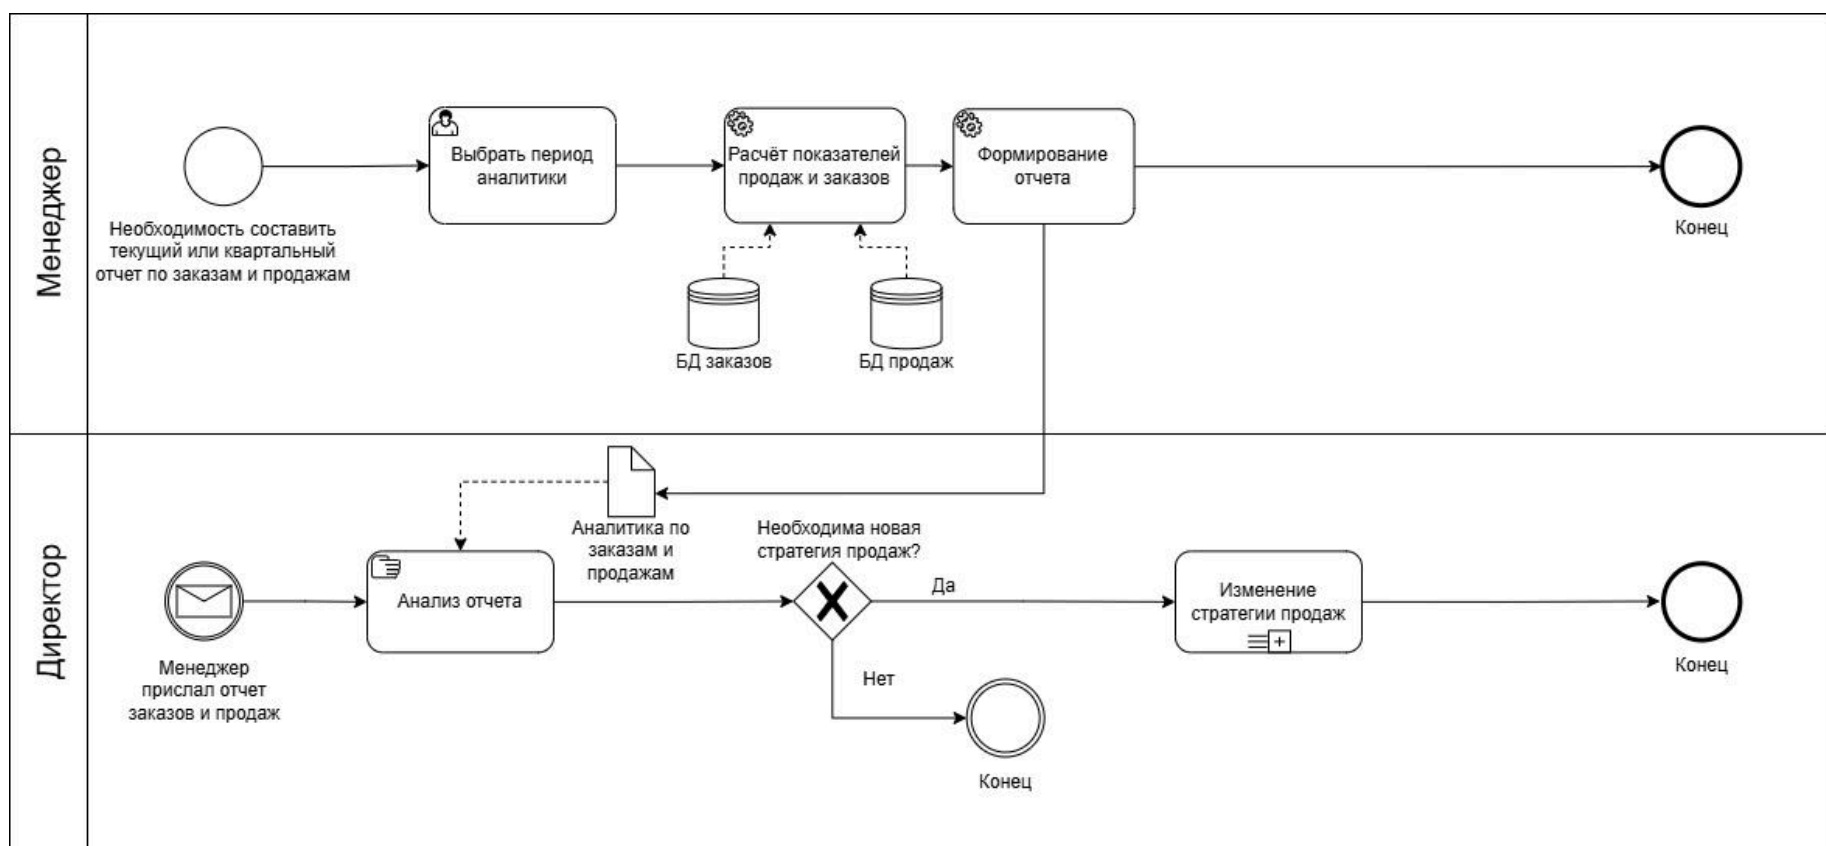 Менеджер
Необходимость составить
текущий или квартальный
отчет по заказам и продажам
Выбрать период
аналитики
Расчёт показателей
продаж и заказов
Формирование
отчета
Конец
БД заказов
БД продаж
Директор
Менеджер
прислал отчет
заказов и продаж
Анализ отчета
Аналитика по
заказам и
продажам
Необходима новая
стратегия продаж?
Да
Нет
Конец
Изменение
стратегии продаж
Конец